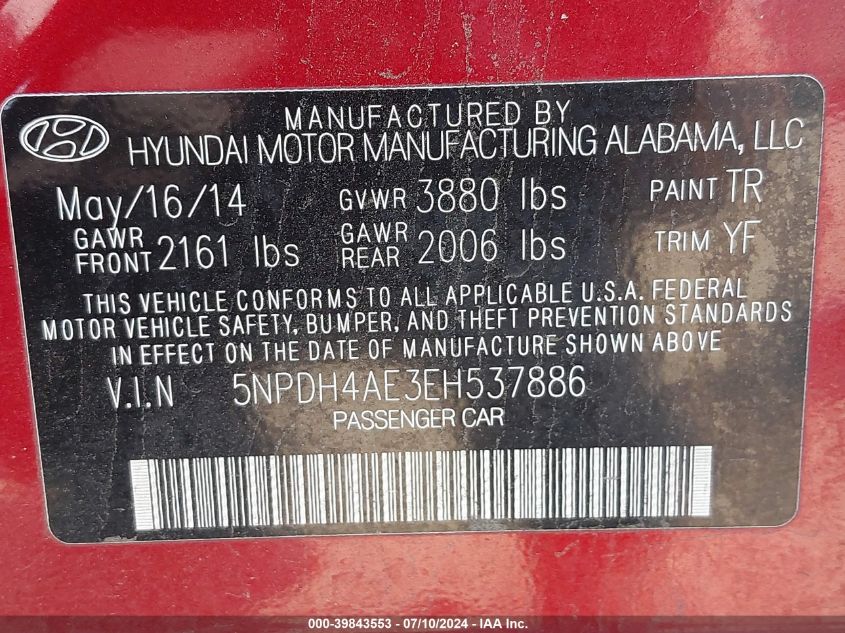 MANUFACTURED BY
HYUNDAI MOTOR MANUFACTURING ALABAMA, LLC
May/16/14 GVWR 3880 lbs PAINT TR
GAWR FRONT 2161 lbs GAWR REAR 2006 lbs TRIM YF
THIS VEHICLE CONFORMS TO ALL APPLICABLE U.S.A. FEDERAL
MOTOR VEHICLE SAFETY, BUMPER, AND THEFT PREVENTION STANDARDS
IN EFFECT ON THE DATE OF MANUFACTURE SHOWN ABOVE
V.I.N 5NPDH4AE3EH537886
PASSENGER CAR
000-39843553 - 07/10/2024 - IAA Inc.